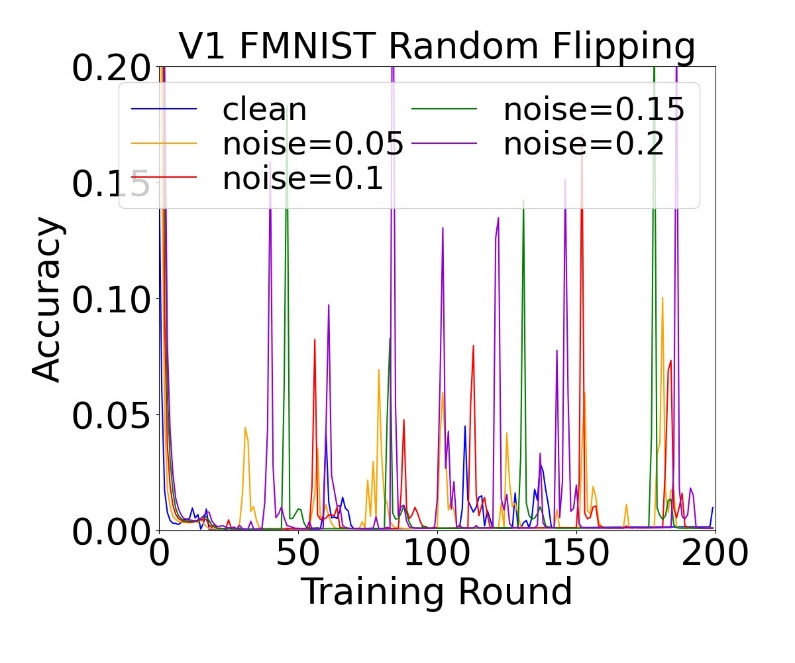 V1 FMNIST Random Flipping
0.20
0.15
0.10
0.05
0.00
Accuracy
clean
noise=0.05
noise=0.1
noise=0.15
noise=0.2
0 50 100 150 200
Training Round